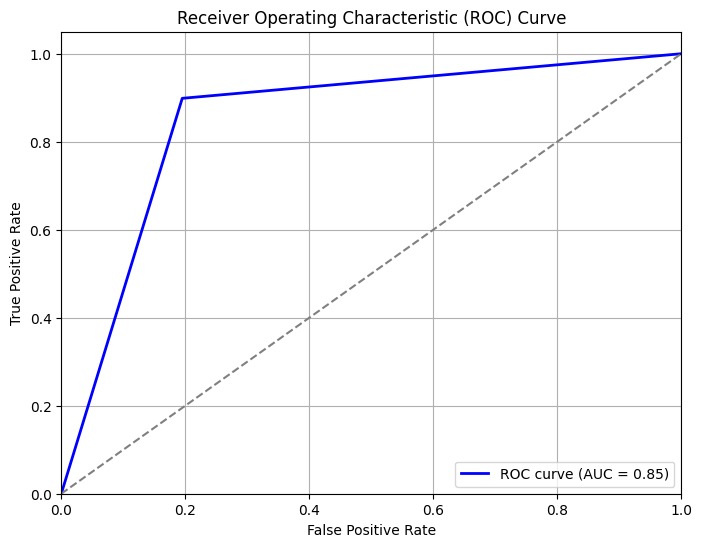 Receiver Operating Characteristic (ROC) Curve
1.0
0.8
0.6
0.4
0.2
0.0
True Positive Rate
0.0 0.2 0.4 0.6 0.8 1.0
False Positive Rate
ROC curve (AUC = 0.85)